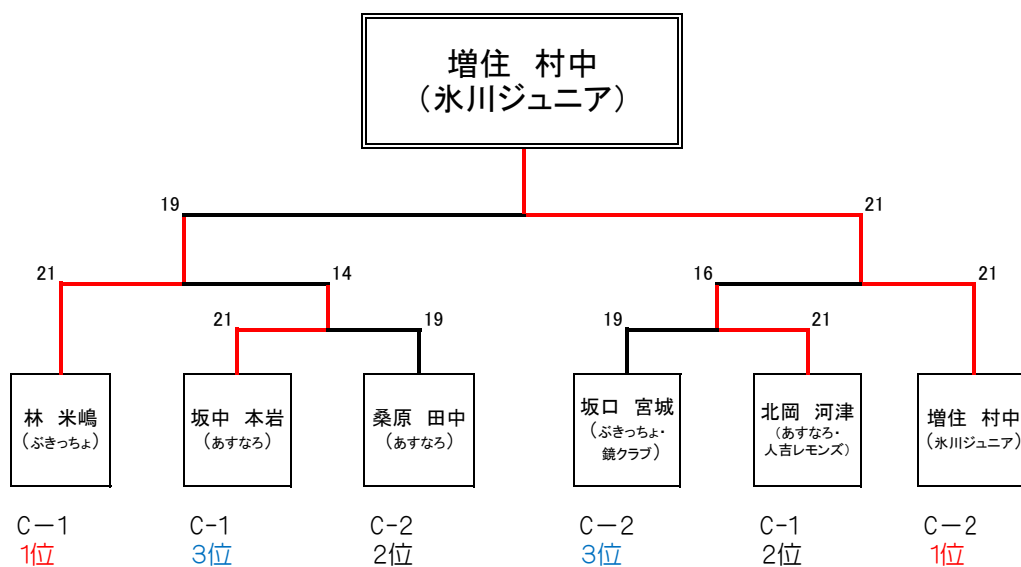 増住　村中
（氷川ジュニア）
19
21
21
14
16
21
21
19
19
21
林　米嶋
（ぶきっちょ）
坂中　本岩
（あすなろ）
桑原　田中
（あすなろ）
坂口　宮城
（ぶきっちょ・
鏡クラブ）
北岡　河津
（あすなろ・
人吉レモンズ）
増住　村中
（氷川ジュニア）
C－1
1位
C-1
3位
C-2
2位
C－2
3位
C-1
2位
C－2
1位